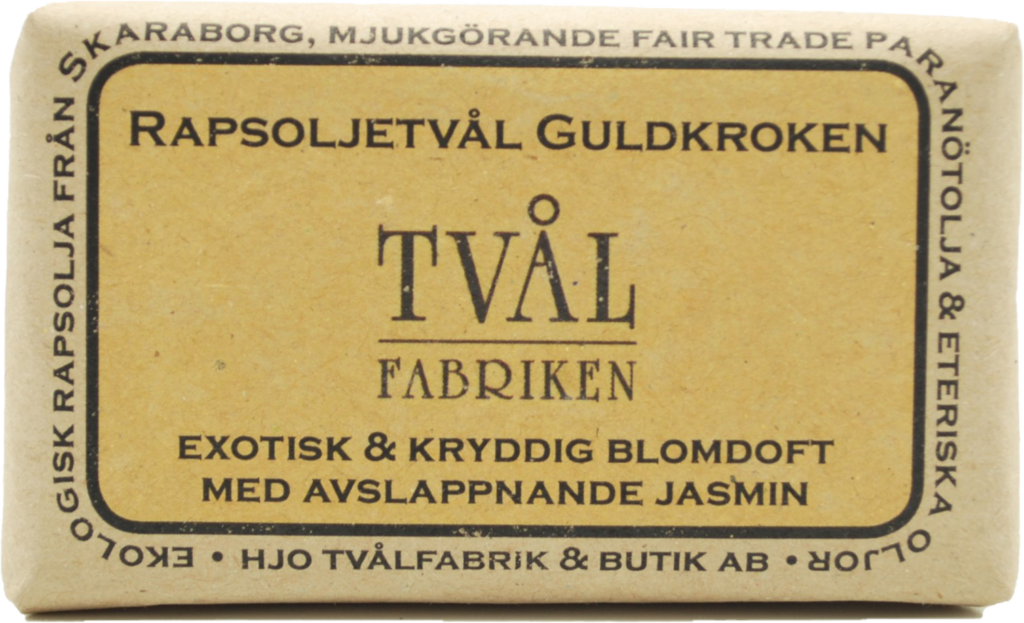 EKOLOGISK RAPSOLJA FRÅN SKARABORG, MJUKGÖRANDE FAIR TRADE PARANÖTOLJA & ETERISKA OLJOR
RAPSOLJETVÅL GULDKROKEN
TVÅL
FABRIKEN
EXOTISK & KRYDDIG BLOMDOFT
MED AVSLAPPNANDE JASMIN
• HJO TVÅLFABRIK & BUTIK AB •